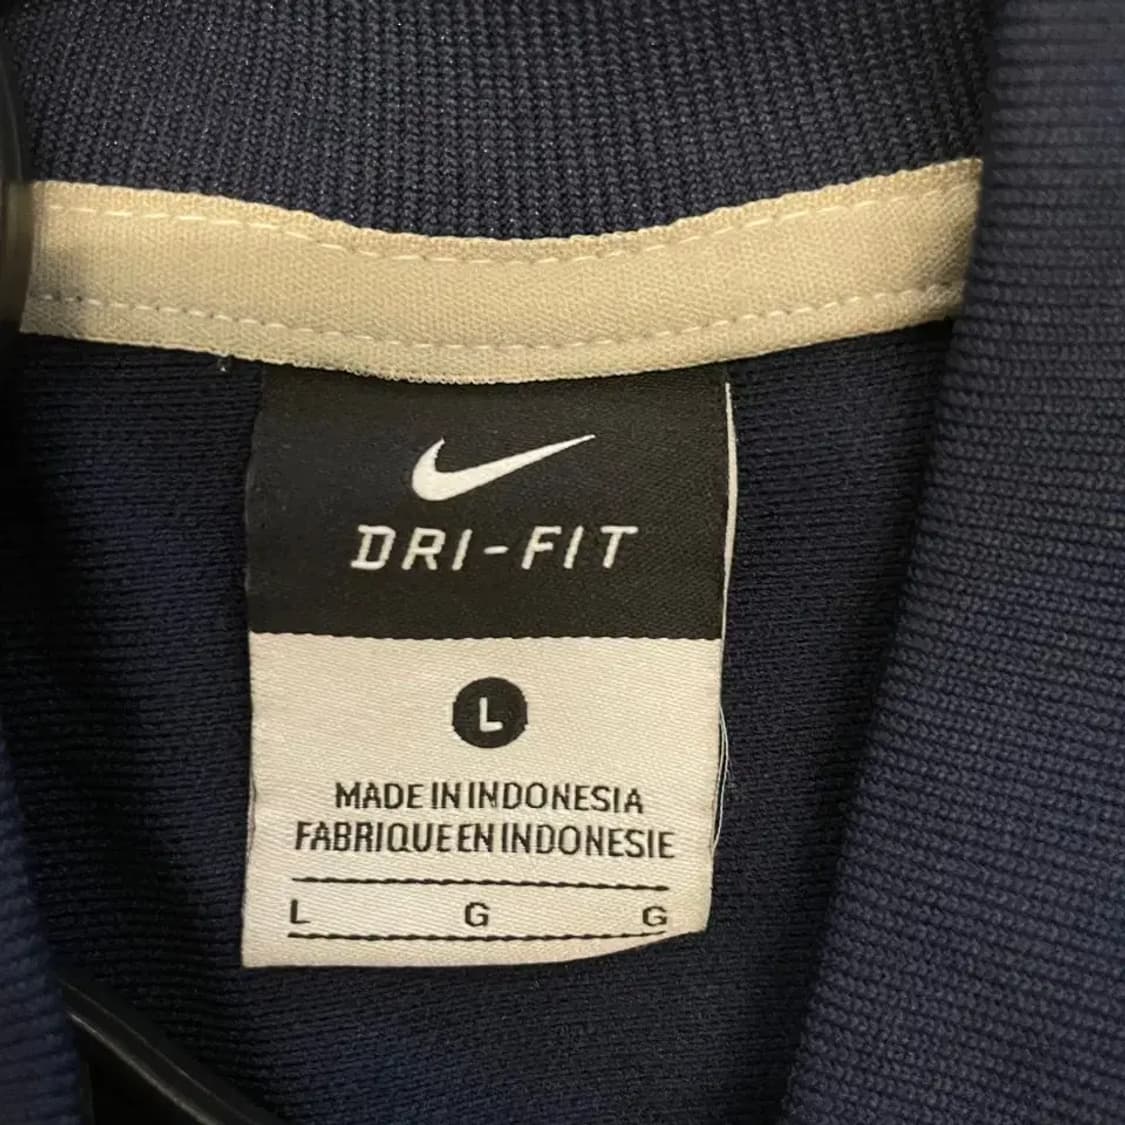 DRI-FIT
L
MADE IN INDONESIA
FABRIQUE EN INDONESIE
L G G